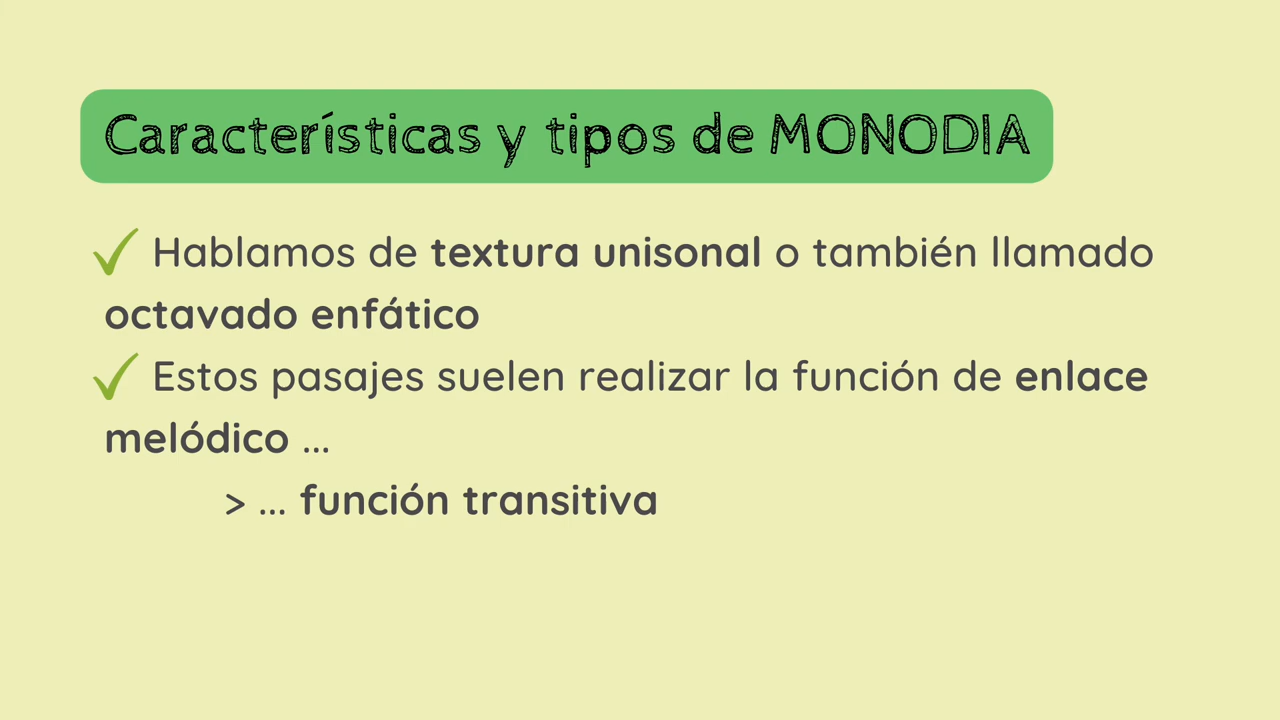 Características y tipos de MONODIA
✓ Hablamos de textura unisonal o también llamado
octavado enfático
✓ Estos pasajes suelen realizar la función de enlace
melódico ...
> ... función transitiva